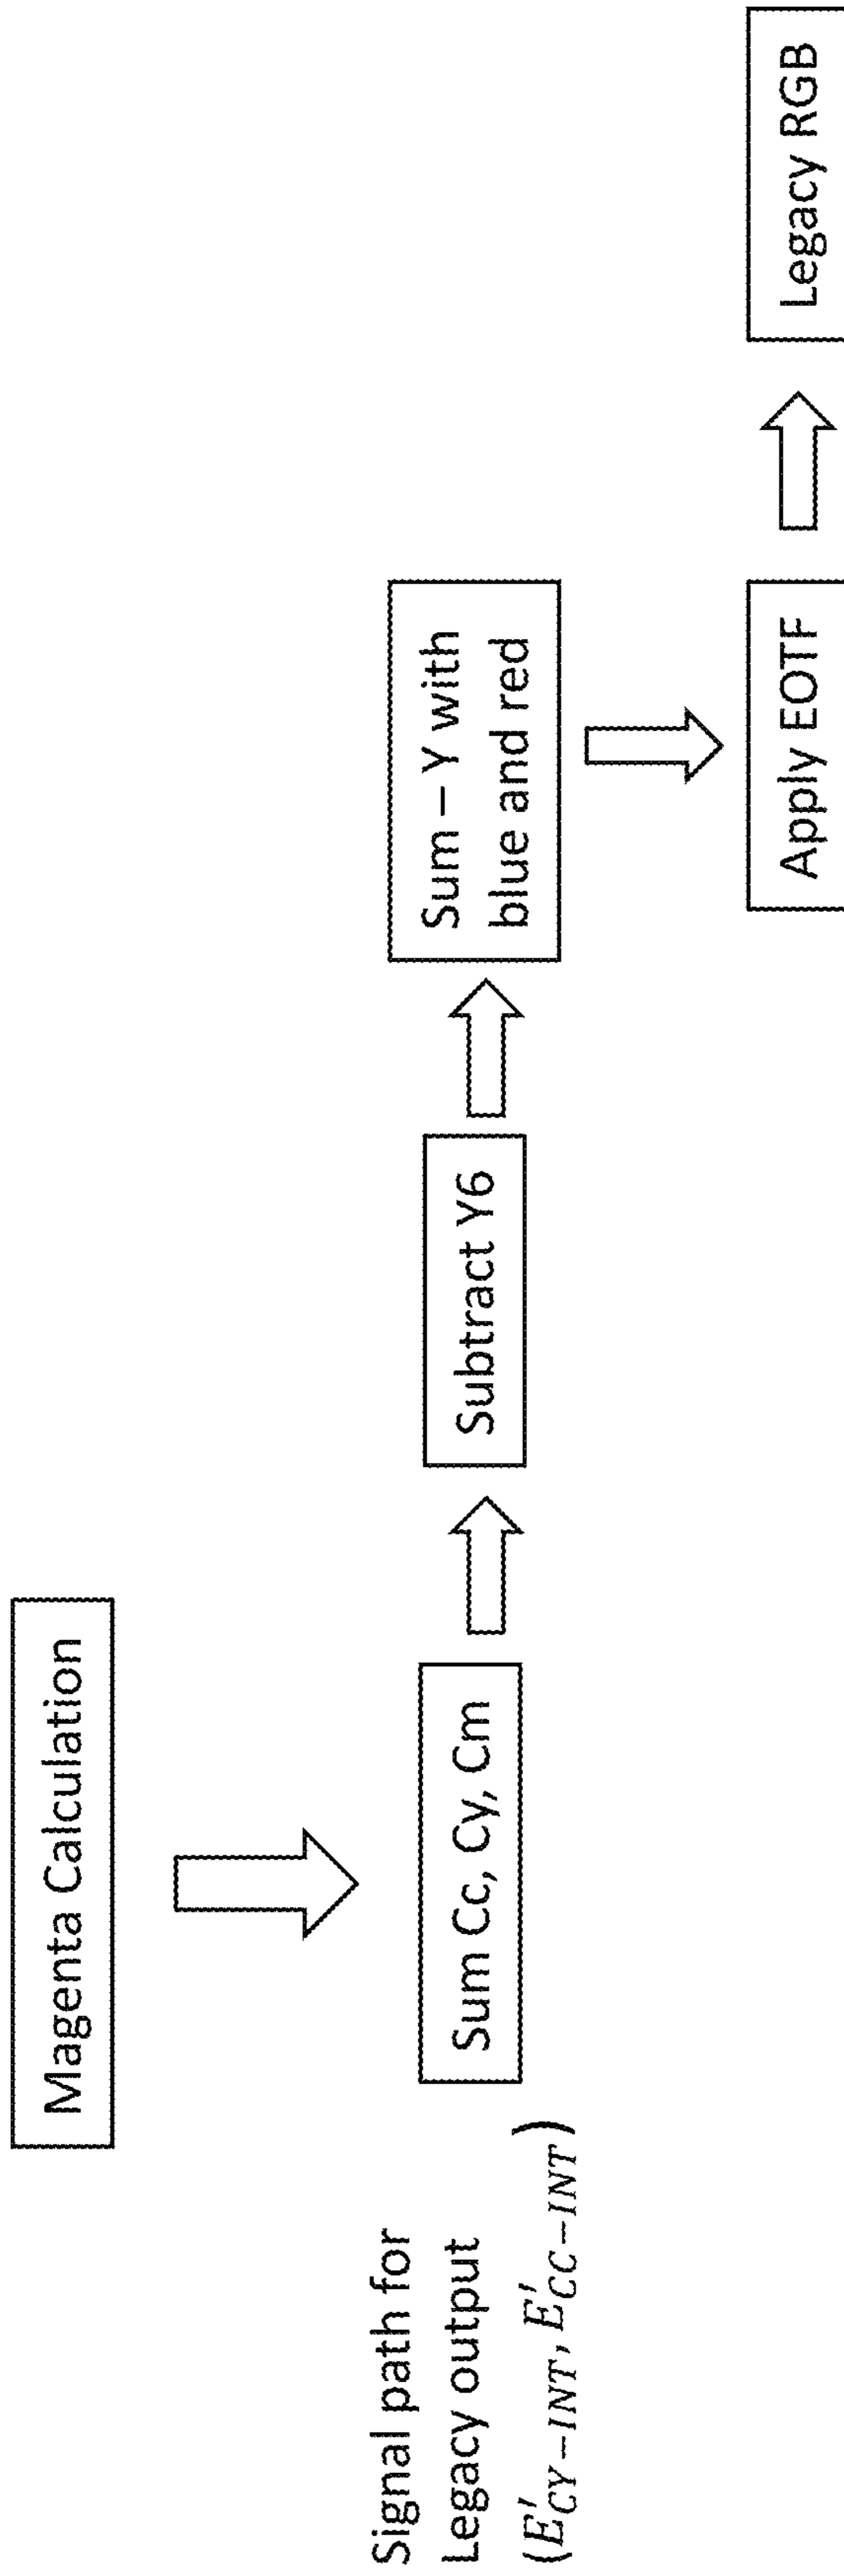 Magenta Calculation
Signal path for
Legacy output
(E'CY−INT, E'CC−INT)
Sum Cc, Cy, Cm
Subtract Y6
Sum – Y with
blue and red
Apply EOTF
Legacy RGB